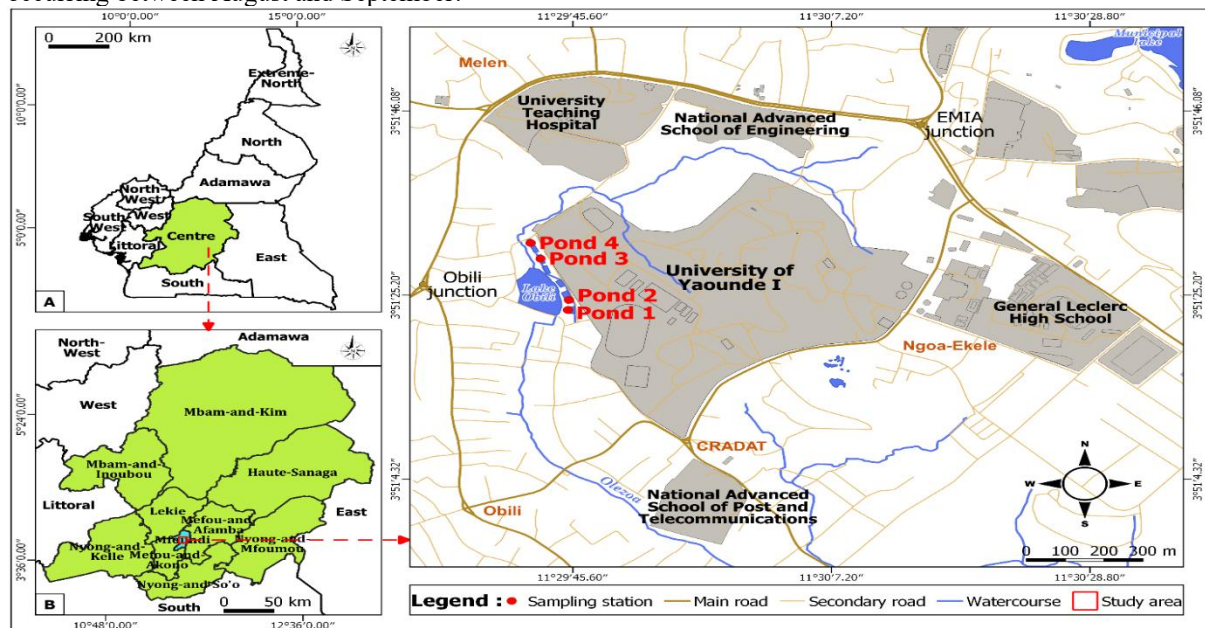 occurring between August and September.
10°0'0.00"
15°0'0.00"
0 200 km
10°0'0.00"
5°0'0.00"
Extreme-
North
North
Adamawa
North-
West
West
South-
West
Littoral
Centre
East
South
A
North-
West
Adamawa
West
Mbam-and-Kim
5°24'0.00"
Mbam-and-
Inoubou
Haute-Sanaga
Littoral
Lekie
Mefou-and-
Afamba
East
Mfoundi
Nyong-and-
Kelle
Mefou-and-
Akono
Nyong-and-
Mfoumou
3°36'0.00"
Nyong-and-So'o
South
B
0 50 km
10°48'0.00"
12°36'0.00"
11°29'45.60"
11°30'7.20"
11°30'28.80"
Municipal
lake
Melen
3°51'46.08"
3°51'46.08"
University
Teaching
Hospital
National Advanced
School of Engineering
EMIA
junction
Pond 4
Pond 3
University of
Yaounde I
Obili
junction
Lake
Obili
Pond 2
Pond 1
3°51'25.20"
3°51'25.20"
General Leclerc
High School
Ngoa-Ekele
CRADAT
3°51'4.32"
3°51'4.32"
Olezoa
National Advanced
School of Post and
Telecommunications
Obili
N
W E
S
0 100 200 300 m
11°29'45.60"
11°30'7.20"
11°30'28.80"
Legend : Sampling station Main road Secondary road Watercourse Study area